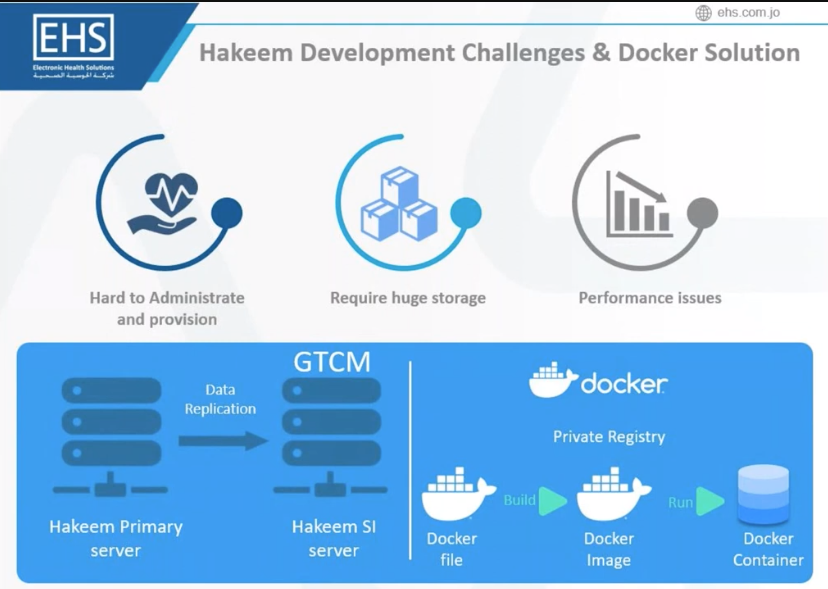 ehs.com.jo
EHS
Electronic Health Solutions
شركة الحوسبة الصحية
Hakeem Development Challenges & Docker Solution
Hard to Administrate
and provision
Require huge storage
Performance issues
GTCM
Data
Replication
Hakeem Primary
server
Hakeem SI
server
docker
Private Registry
Build
Run
Docker
file
Docker
Image
Docker
Container